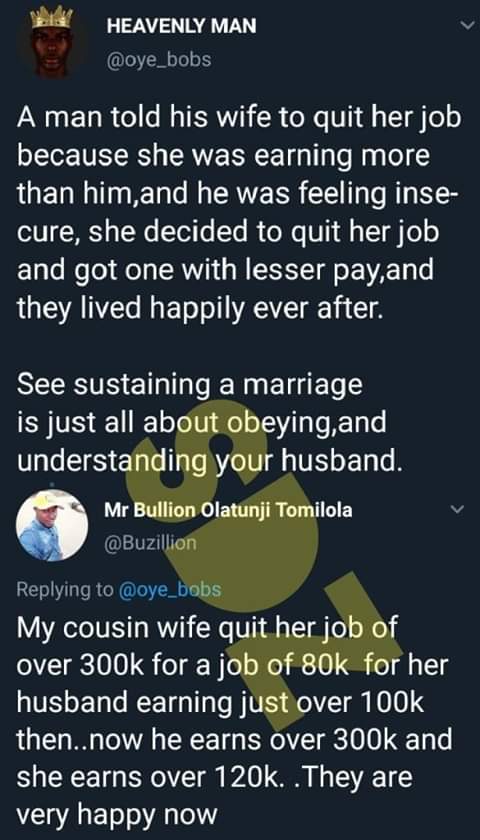 HEAVENLY MAN
@oye_bobs
A man told his wife to quit her job
because she was earning more
than him,and he was feeling inse-
cure, she decided to quit her job
and got one with lesser pay,and
they lived happily ever after.
See sustaining a marriage
is just all about obeying,and
understanding your husband.
Mr Bullion Olatunji Tomilola
@Buzillion
Replying to @oye_bobs
My cousin wife quit her job of
over 300k for a job of 80k for her
husband earning just over 100k
then..now he earns over 300k and
she earns over 120k. .They are
very happy now